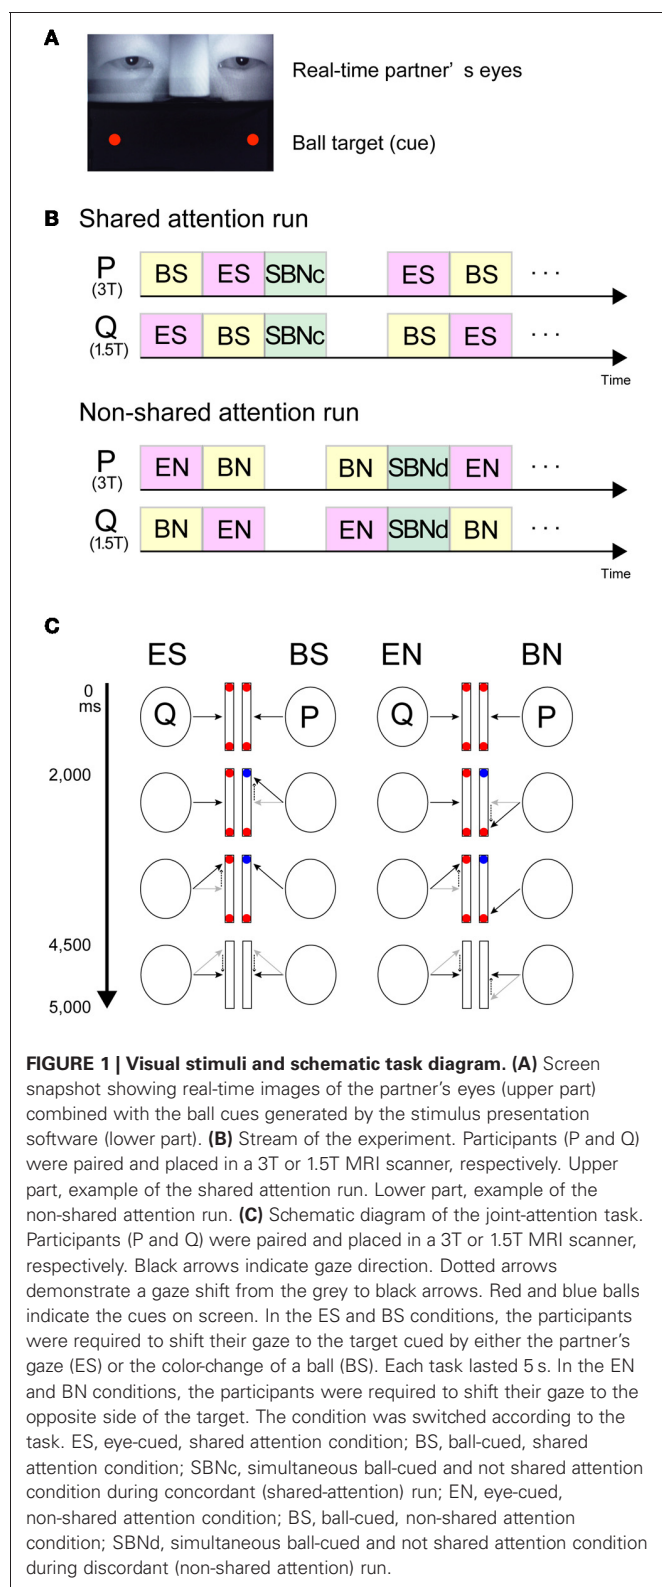 A
Real-time partner' s eyes
Ball target (cue)
B Shared attention run
P BS ES SBNc ES BS ...
(3T)
Q ES BS SBNc BS ES ...
(1.5T)
Time
Non-shared attention run
P EN BN BN SBNd EN ...
(3T)
Q BN EN EN SBNd BN ...
(1.5T)
Time
C
ES BS EN BN
0
ms
Q P Q P
2,000
4,500
5,000
FIGURE 1 | Visual stimuli and schematic task diagram. (A) Screen
snapshot showing real-time images of the partner's eyes (upper part)
combined with the ball cues generated by the stimulus presentation
software (lower part). (B) Stream of the experiment. Participants (P and Q)
were paired and placed in a 3T or 1.5T MRI scanner, respectively. Upper
part, example of the shared attention run. Lower part, example of the
non-shared attention run. (C) Schematic diagram of the joint-attention task.
Participants (P and Q) were paired and placed in a 3T or 1.5T MRI scanner,
respectively. Black arrows indicate gaze direction. Dotted arrows
demonstrate a gaze shift from the grey to black arrows. Red and blue balls
indicate the cues on screen. In the ES and BS conditions, the participants
were required to shift their gaze to the target cued by either the partner's
gaze (ES) or the color-change of a ball (BS). Each task lasted 5 s. In the EN
and BN conditions, the participants were required to shift their gaze to the
opposite side of the target. The condition was switched according to the
task. ES, eye-cued, shared attention condition; BS, ball-cued, shared
attention condition; SBNc, simultaneous ball-cued and not shared attention
condition during concordant (shared-attention) run; EN, eye-cued,
non-shared attention condition; BS, ball-cued, non-shared attention
condition; SBNd, simultaneous ball-cued and not shared attention condition
during discordant (non-shared attention) run.